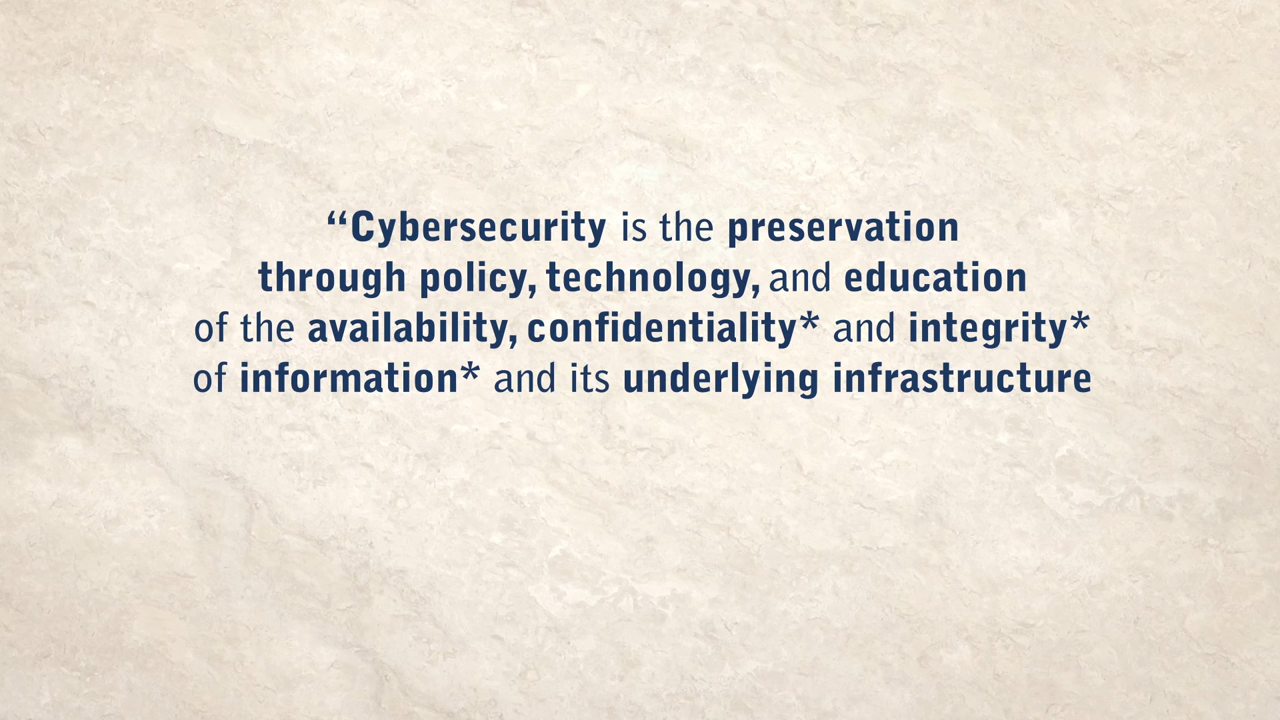 “Cybersecurity is the preservation
through policy, technology, and education
of the availability, confidentiality* and integrity*
of information* and its underlying infrastructure